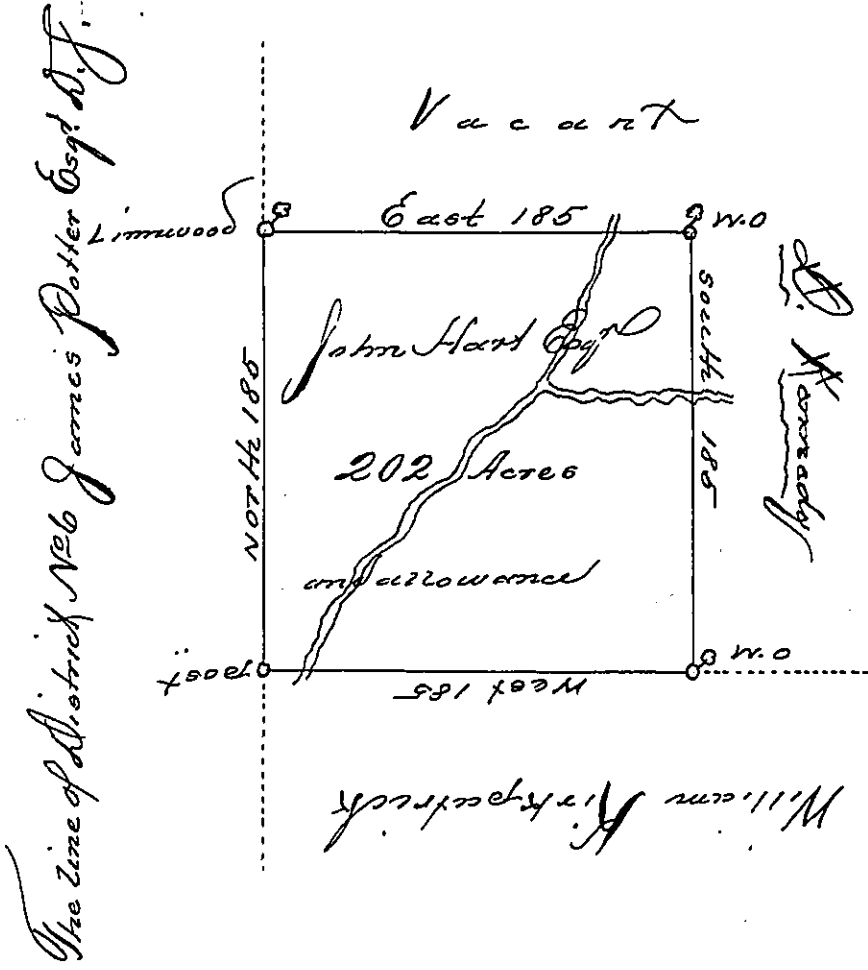 The Line of District No 6 James Potter Esqr. D. S.
Vacant
Linnwood
East 185
W.O
John Hart Esqr
North 185
South 185
202 Acres
and allowance
post
West 185
W.O
William Kirkpatrick